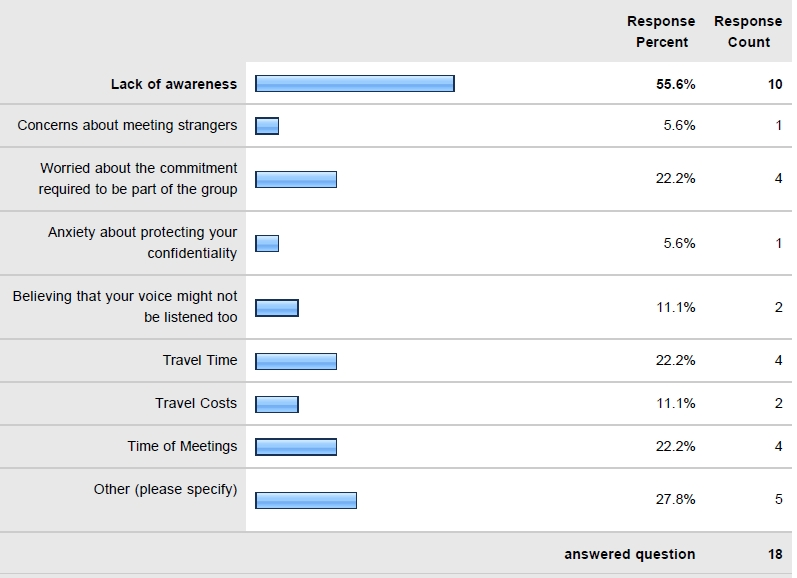 Response Response
Percent Count
Lack of awareness 55.6% 10
Concerns about meeting strangers 5.6% 1
Worried about the commitment
required to be part of the group 22.2% 4
Anxiety about protecting your
confidentiality 5.6% 1
Believing that your voice might not
be listened too 11.1% 2
Travel Time 22.2% 4
Travel Costs 11.1% 2
Time of Meetings 22.2% 4
Other (please specify) 27.8% 5
answered question 18